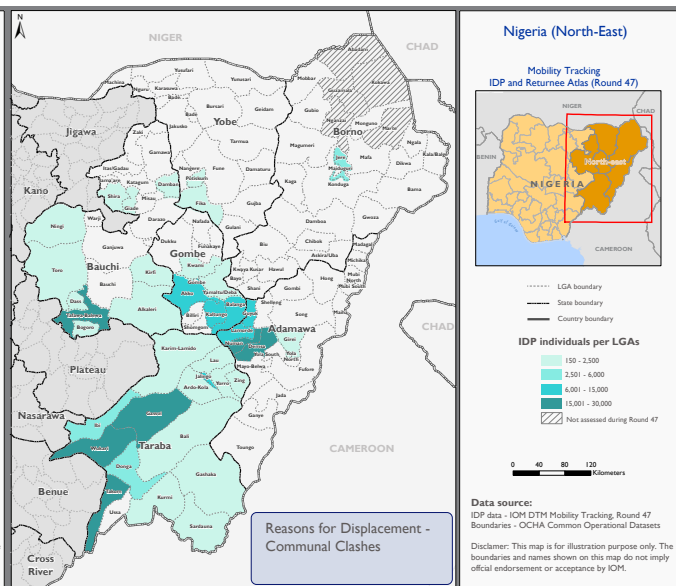 N
NIGER
CHAD
Yusufari
Machina
Yunusari
Nguru
Karasuwa
Bade
Borsari
Geidam
Jakusko
Yobe
Tarmua
Jigawa
Zaki
Gamawa
Itas/Gadau
Jama'are
Katagum
Damban
Shira
Giade
Misau
Nangere
Potiskum
Fune
Damaturu
Fika
Gujba
Gulani
Abadam
Mobbar
Kukawa
Guzamala
Gubio
Nganzai
Monguno
Marte
Borno
Magumeri
Ngala
Kala/Balge
Jere
Mafa
Maiduguri
Dikwa
Konduga
Kaga
Bama
Gwoza
Damboa
Chibok
Askira/Uba
Biu
Kwaya Kusar
Hawul
Bayo
Shani
Kano
Ningi
Warji
Darazo
Ganjuwa
Toro
Bauchi
Bauchi
Kirfi
Alkaleri
Dass
Tafawa-Balewa
Bogoro
Nafada
Dukku
Funakaye
Gombe
Kwami
Gombe
Akko
Yamaltu/Deba
Balanga
Billiri
Kaltungo
Shomgom
Madagali
Michika
Mubi North
Mubi South
Hong
Gombi
Maiha
Shelleng
Song
Guyuk
Lamurde
Numan
Demsa
Adamawa
Girei
Yola South
Yola North
Mayo-Belwa
Fufore
Jada
Ganye
Toungo
Plateau
Nasarawa
Benue
Cross
River
Karim-Lamido
Lau
Jalingo
Yorro
Zing
Ardo-Kola
Gassol
Ibi
Wukari
Bali
Taraba
Donga
Takum
Ussa
Kurmi
Gashaka
Sardauna
CHAD
CAMEROON
Reasons for Displacement -
Communal Clashes
Nigeria (North-East)
Mobility Tracking
IDP and Returnee Atlas (Round 47)
NIGER
CHAD
BENIN
North-east
NIGERIA
CAMEROON
LGA boundary
State boundary
Country boundary
IDP individuals per LGAs
150 - 2,500
2,501 - 6,000
6,001 - 15,000
15,001 - 30,000
Not assessed during Round 47
0 40 80 120
Kilometers
Data source:
IDP data - IOM DTM Mobility Tracking, Round 47
Boundaries - OCHA Common Operational Datasets
Disclamer: This map is for illustration purpose only. The
boundaries and names shown on this map do not imply
offcial endorsement or acceptance by IOM.